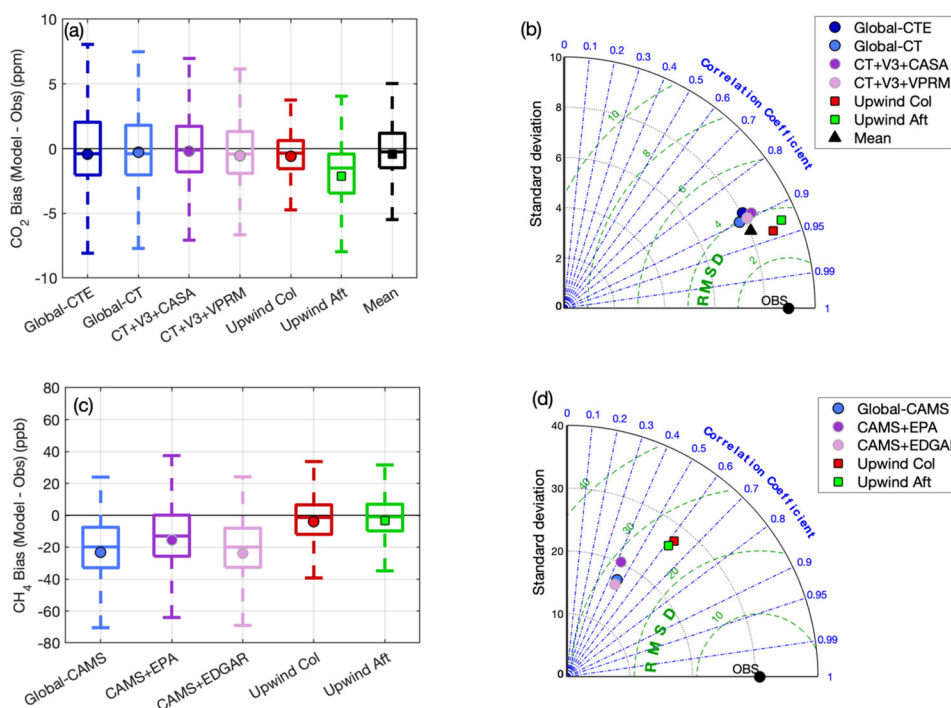 (a)
CO2 Bias (Model - Obs) (ppm)
10
5
0
-5
-10
Global-CTE
Global-CT
CT+V3+CASA
CT+V3+VPRM
Upwind Col
Upwind Aft
Mean
(b)
Standard deviation
10
8
6
4
2
0
0
0.1
0.2
0.3
0.4
0.5
0.6
0.7
0.8
0.9
0.95
0.99
1
Correlation Coefficient
10
8
6
4
2
RMSD
OBS
Global-CTE
Global-CT
CT+V3+CASA
CT+V3+VPRM
Upwind Col
Upwind Aft
Mean
(c)
CH4 Bias (Model - Obs) (ppb)
80
60
40
20
0
-20
-40
-60
-80
Global-CAMS
CAMS+EPA
CAMS+EDGAR
Upwind Col
Upwind Aft
(d)
Standard deviation
40
30
20
10
0
0
0.1
0.2
0.3
0.4
0.5
0.6
0.7
0.8
0.9
0.95
0.99
1
Correlation Coefficient
40
30
20
10
RMSD
OBS
Global-CAMS
CAMS+EPA
CAMS+EDGAR
Upwind Col
Upwind Aft